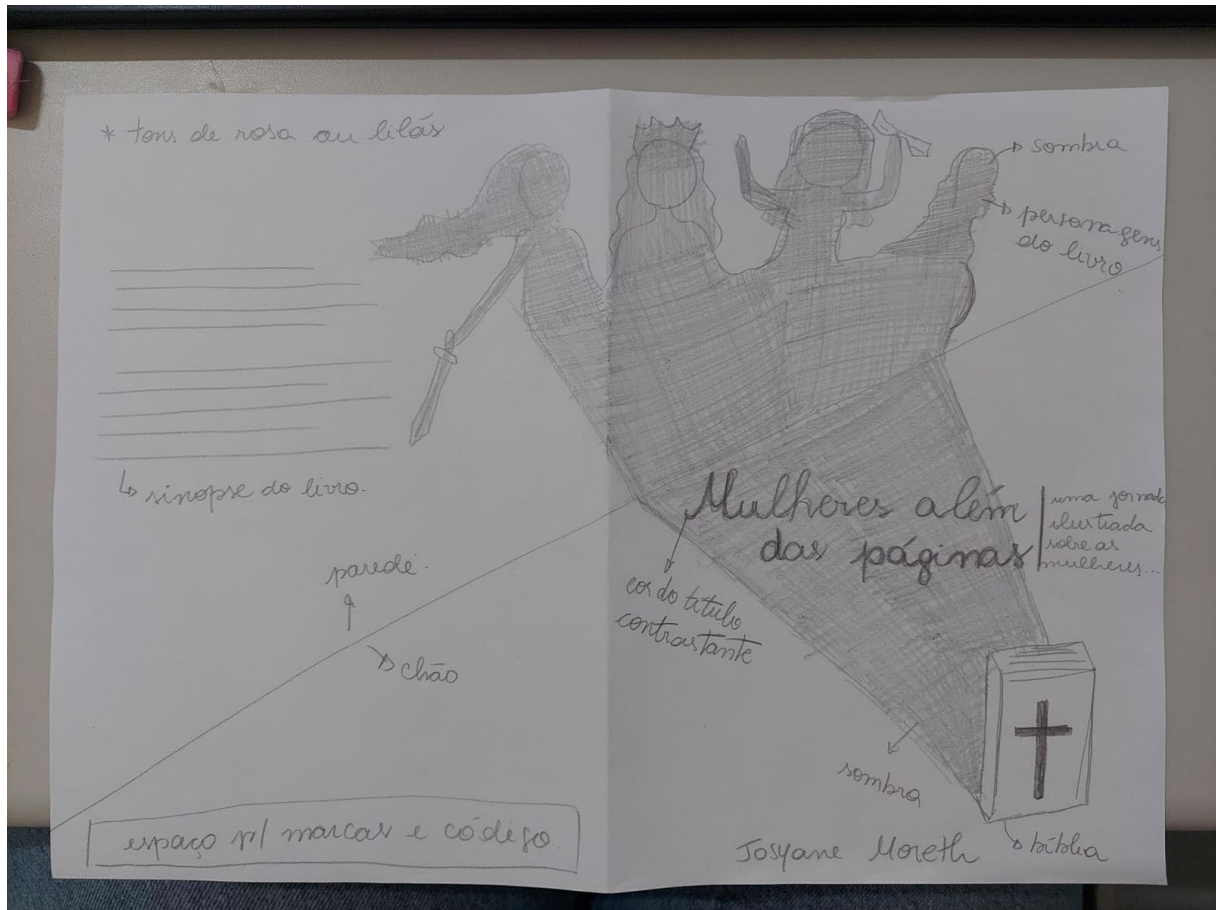 * tons de rosa ou lilás
sombra
personagens
do livro
sinopse do livro.
Mulheres além
das páginas
uma jornada
ilustrada
sobre as
mulheres...
parede.
cor do título
contrastante
chão
sombra
espaço p/ marcas e código.
Josyane Moreth
bíblia